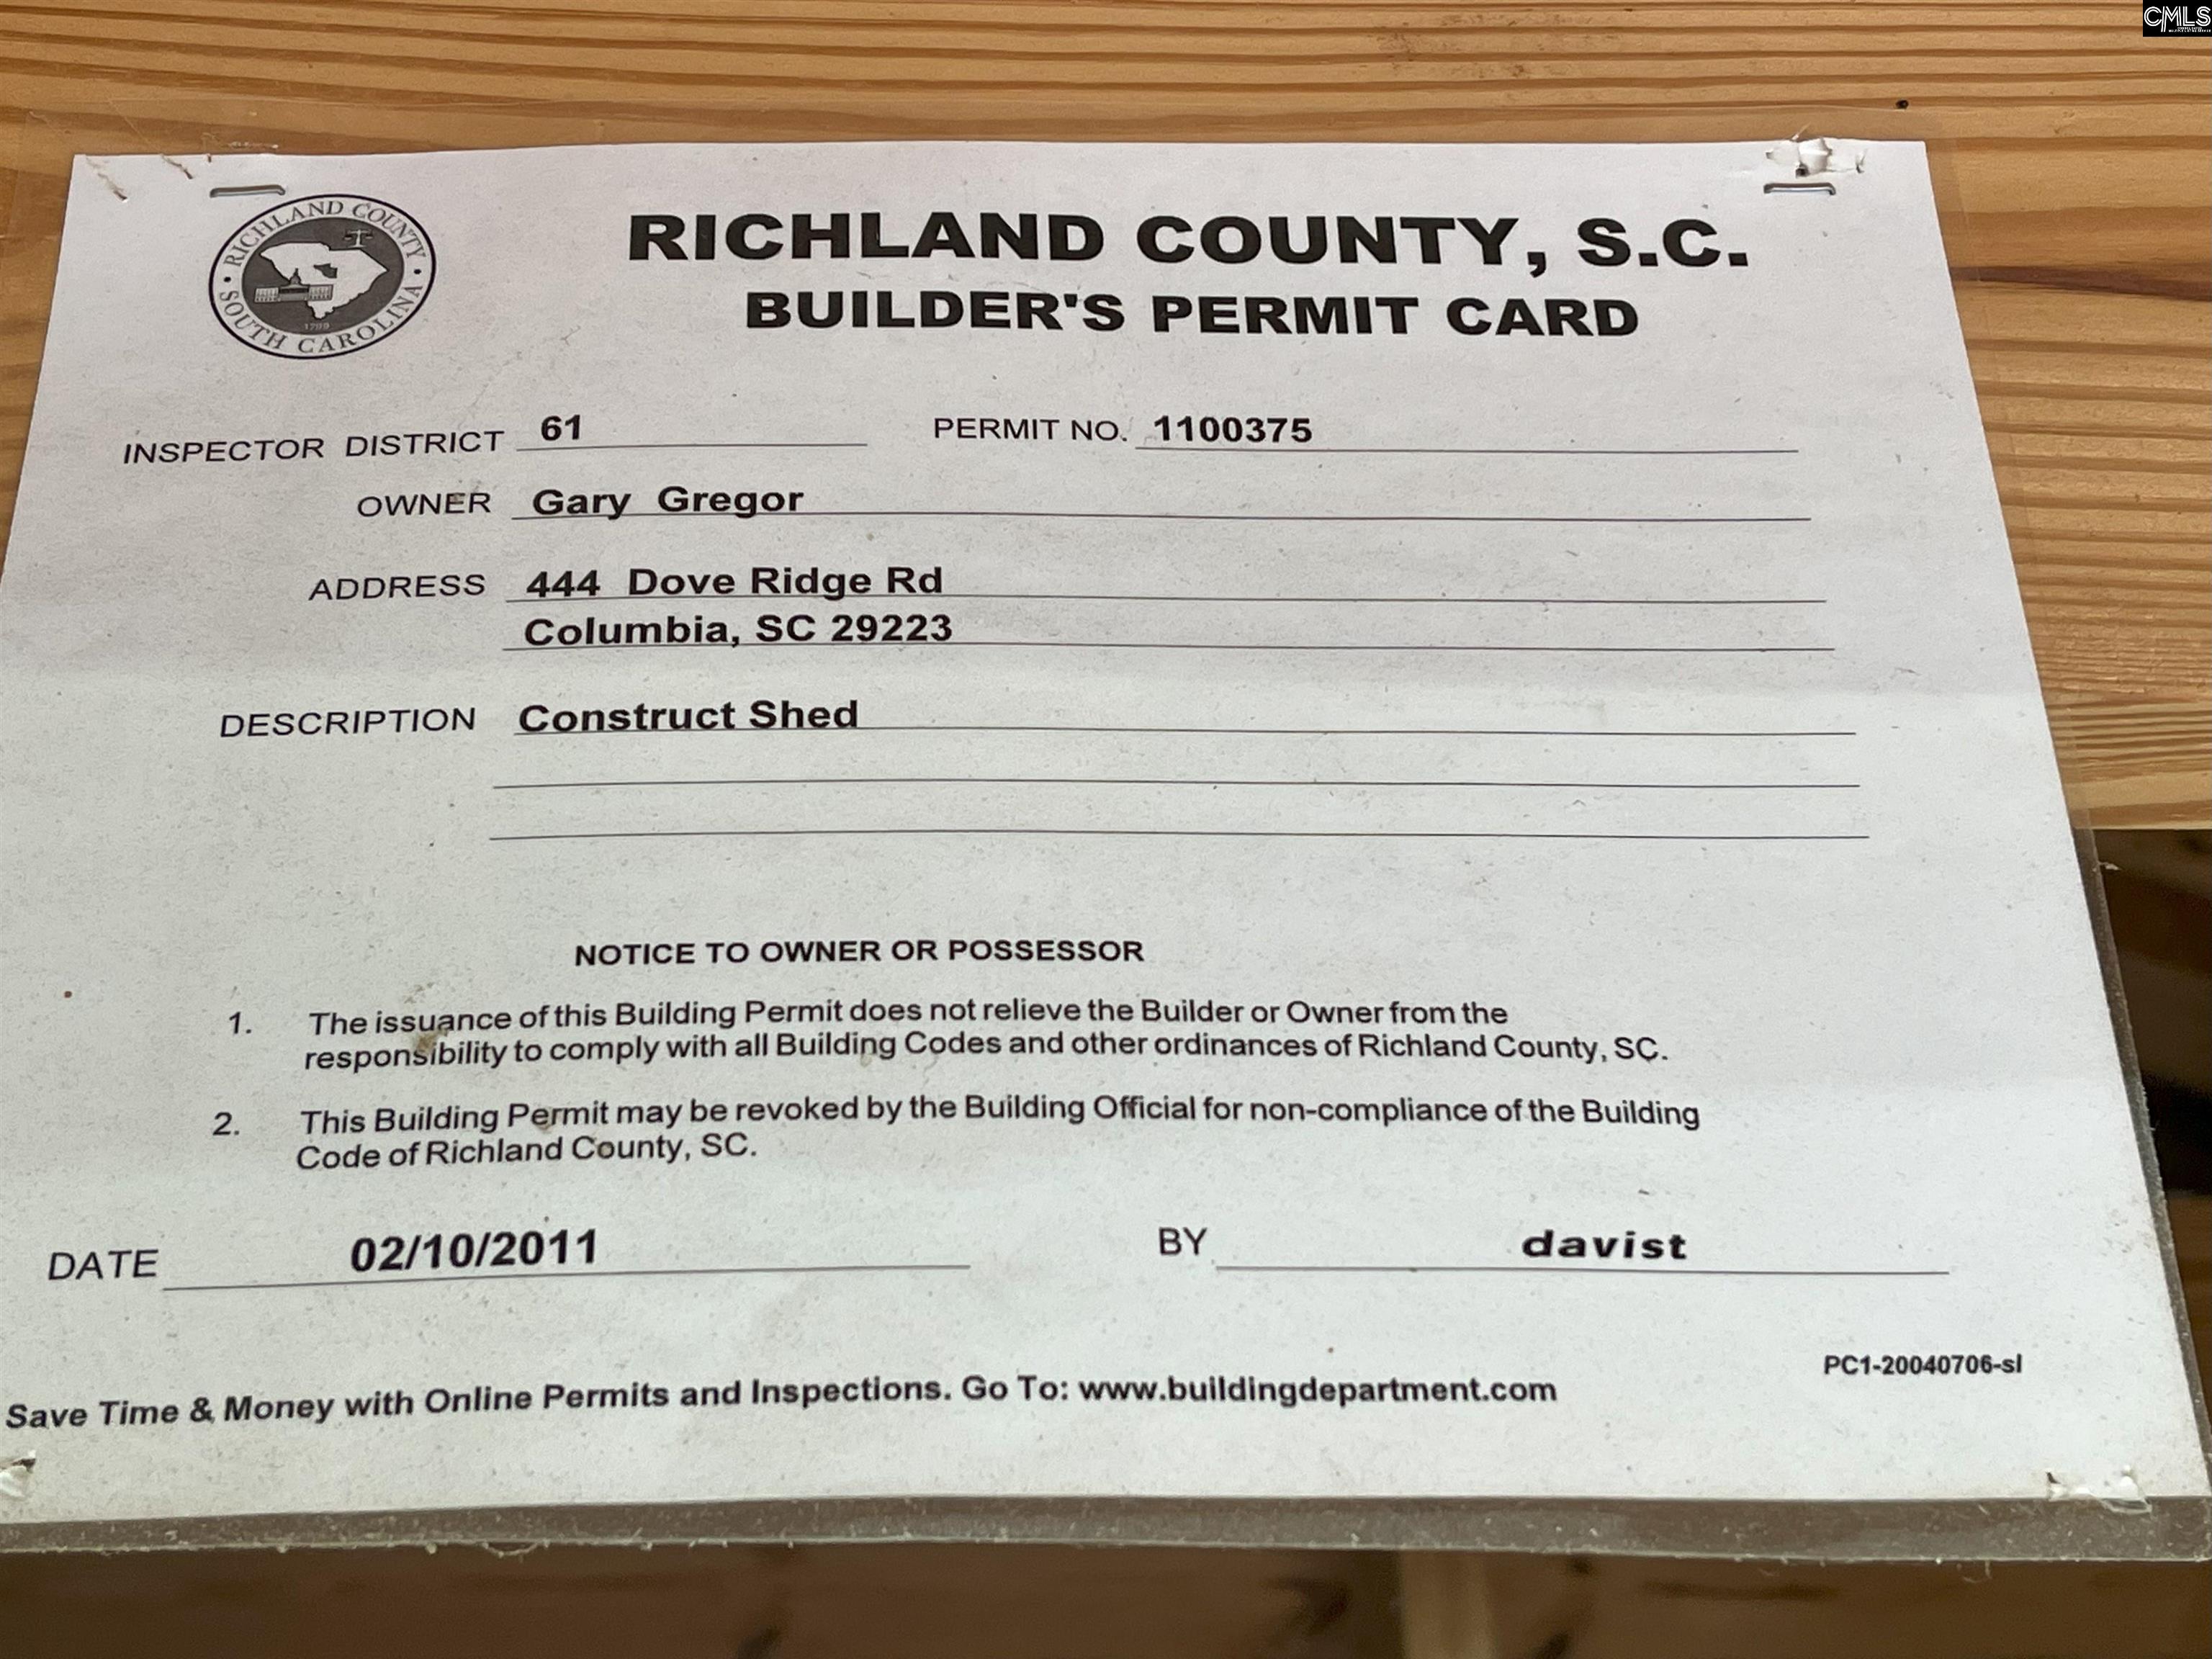 CMLS
RICHLAND COUNTY
SOUTH CAROLINA
1799
RICHLAND COUNTY, S.C.
BUILDER'S PERMIT CARD
INSPECTOR DISTRICT 61 PERMIT NO. 1100375
OWNER Gary Gregor
ADDRESS 444 Dove Ridge Rd
Columbia, SC 29223
DESCRIPTION Construct Shed
NOTICE TO OWNER OR POSSESSOR
1. The issuance of this Building Permit does not relieve the Builder or Owner from the
responsibility to comply with all Building Codes and other ordinances of Richland County, SC.
2. This Building Permit may be revoked by the Building Official for non-compliance of the Building
Code of Richland County, SC.
DATE 02/10/2011 BY davist
PC1-20040706-sl
Save Time & Money with Online Permits and Inspections. Go To: www.buildingdepartment.com